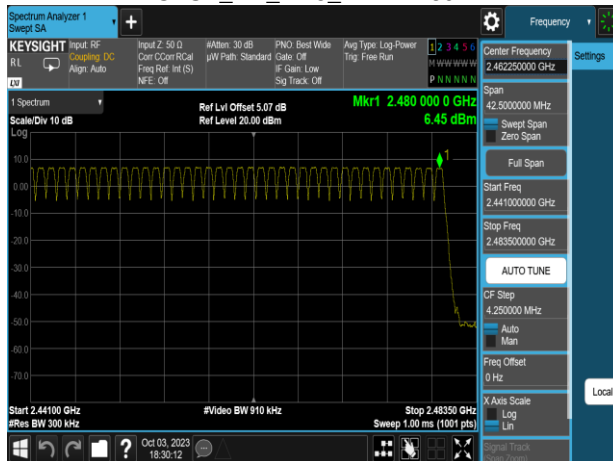 Spectrum Analyzer 1
Swept SA
Frequency
KEYSIGHT
RL
LXI
Input: RF
Coupling: DC
Align: Auto
Input Z: 50 Ω
Corr CCorr RCal
Freq Ref: Int (S)
NFE: Off
#Atten: 30 dB
µW Path: Standard
PNO: Best Wide
Gate: Off
IF Gain: Low
Sig Track: Off
Avg Type: Log-Power
Trig: Free Run
1 2 3 4 5 6
M W W W W W
P N N N N N
1 Spectrum
Scale/Div 10 dB
Log
Ref Lvl Offset 5.07 dB
Ref Level 20.00 dBm
Mkr1 2.480 000 0 GHz
6.45 dBm
10.0
0.00
-10.0
-20.0
-30.0
-40.0
-50.0
-60.0
-70.0
1
Start 2.44100 GHz
#Res BW 300 kHz
#Video BW 910 kHz
Stop 2.48350 GHz
Sweep 1.00 ms (1001 pts)
Oct 03, 2023
18:30:12
Center Frequency
2.462250000 GHz
Span
42.5000000 MHz
Swept Span
Zero Span
Full Span
Start Freq
2.441000000 GHz
Stop Freq
2.483500000 GHz
AUTO TUNE
CF Step
4.250000 MHz
Auto
Man
Freq Offset
0 Hz
X Axis Scale
Log
Lin
Signal Track
(Span Zoom)
Settings
Local